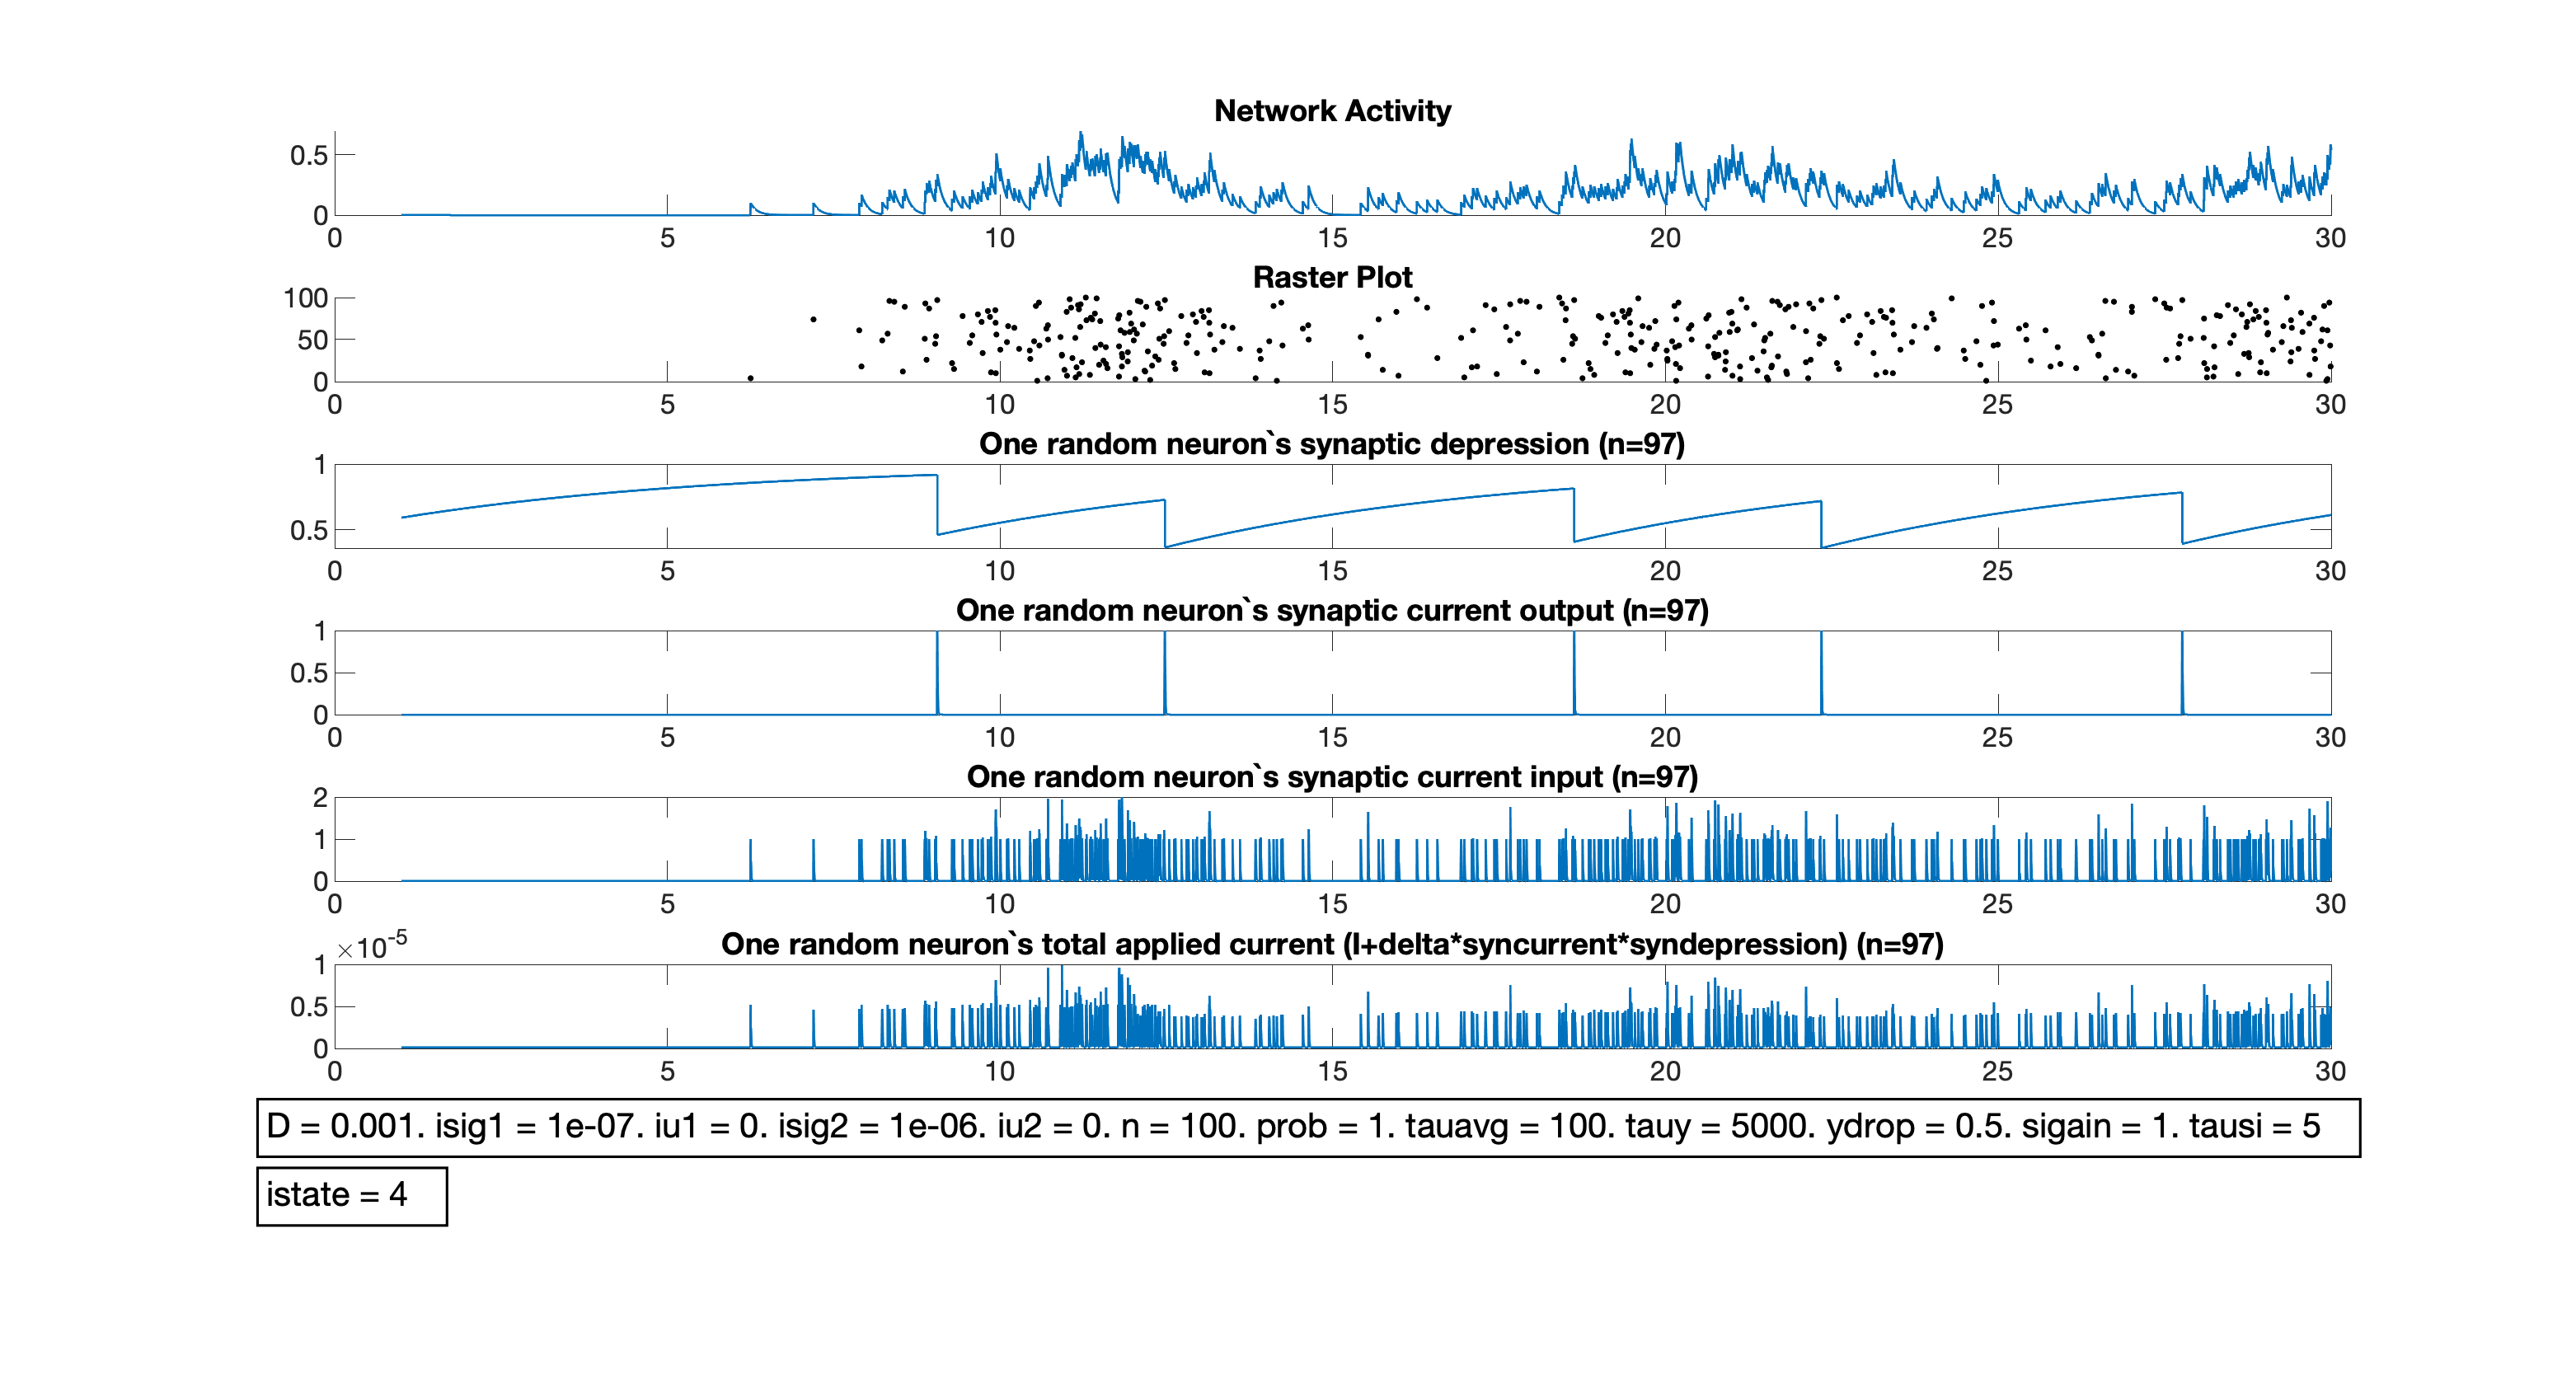 Network Activity
0.5
0
0 5 10 15 20 25 30
Raster Plot
100
50
0
0 5 10 15 20 25 30
One random neuron`s synaptic depression (n=97)
1
0.5
0 5 10 15 20 25 30
One random neuron`s synaptic current output (n=97)
1
0.5
0
0 5 10 15 20 25 30
One random neuron`s synaptic current input (n=97)
2
1
0
0 5 10 15 20 25 30
One random neuron`s total applied current (I+delta*syncurrent*syndepression) (n=97)
×10-5
1
0.5
0
0 5 10 15 20 25 30
D = 0.001. isig1 = 1e-07. iu1 = 0. isig2 = 1e-06. iu2 = 0. n = 100. prob = 1. tauavg = 100. tauy = 5000. ydrop = 0.5. sigain = 1. tausi = 5
istate = 4